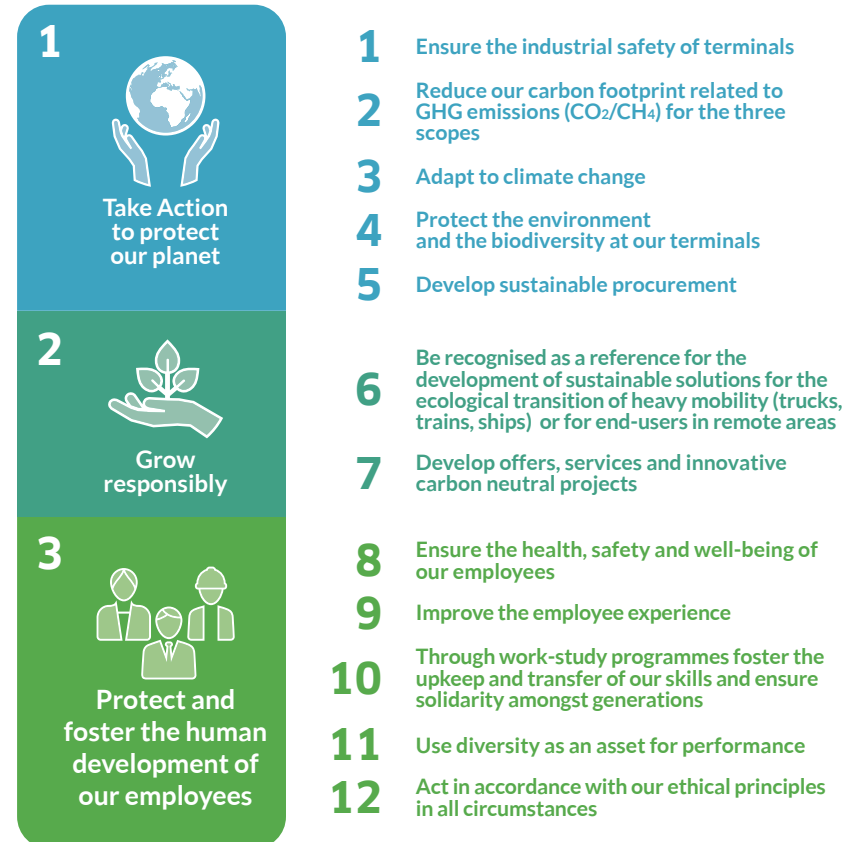 1
Take Action
to protect
our planet
1
Ensure the industrial safety of terminals
2
Reduce our carbon footprint related to
GHG emissions (CO2/CH4) for the three
scopes
3
Adapt to climate change
4
Protect the environment
and the biodiversity at our terminals
5
Develop sustainable procurement
2
Grow
responsibly
6
Be recognised as a reference for the
development of sustainable solutions for the
ecological transition of heavy mobility (trucks,
trains, ships) or for end-users in remote areas
7
Develop offers, services and innovative
carbon neutral projects
3
Protect and
foster the human
development of
our employees
8
Ensure the health, safety and well-being of
our employees
9
Improve the employee experience
10
Through work-study programmes foster the
upkeep and transfer of our skills and ensure
solidarity amongst generations
11
Use diversity as an asset for performance
12
Act in accordance with our ethical principles
in all circumstances